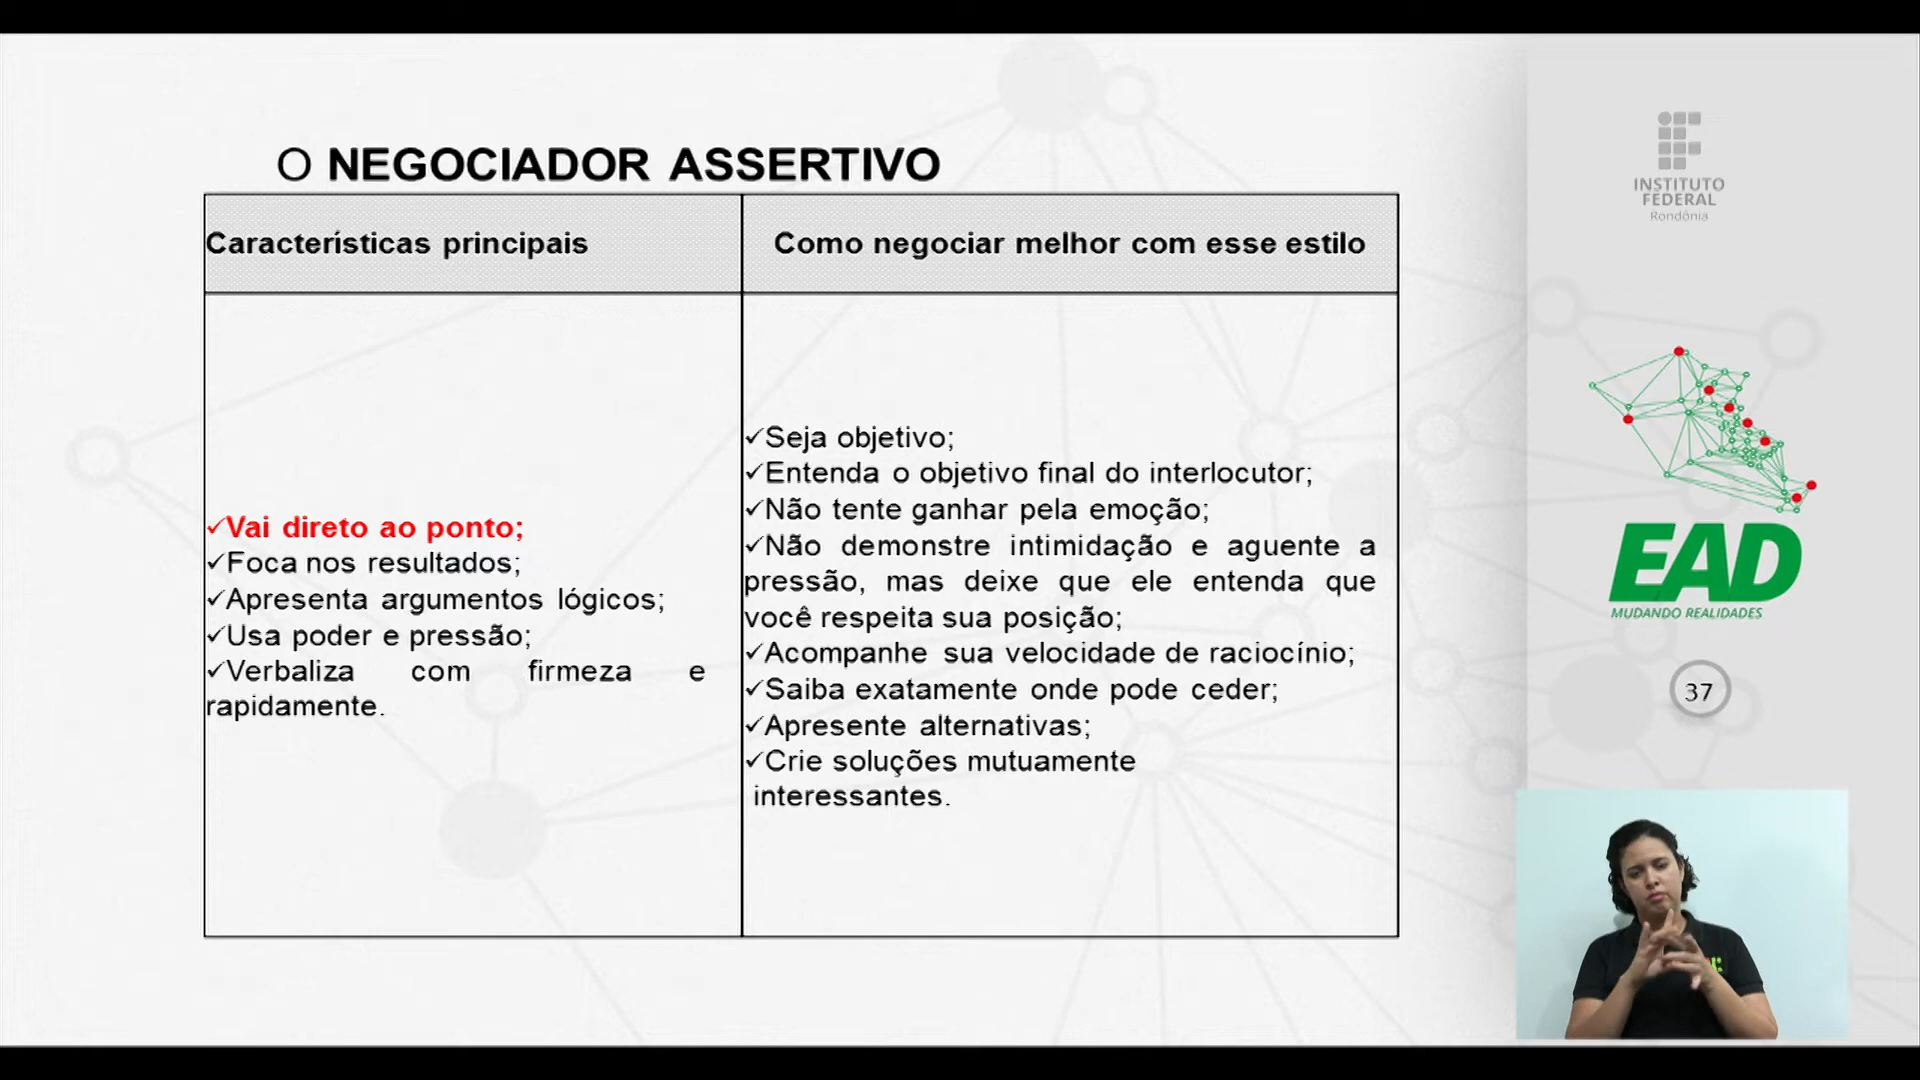 O NEGOCIADOR ASSERTIVO
Características principais
Como negociar melhor com esse estilo
✓Vai direto ao ponto;
✓Foca nos resultados;
✓Apresenta argumentos lógicos;
✓Usa poder e pressão;
✓Verbaliza com firmeza e
rapidamente.
✓Seja objetivo;
✓Entenda o objetivo final do interlocutor;
✓Não tente ganhar pela emoção;
✓Não demonstre intimidação e aguente a
pressão, mas deixe que ele entenda que
você respeita sua posição;
✓Acompanhe sua velocidade de raciocínio;
✓Saiba exatamente onde pode ceder;
✓Apresente alternativas;
✓Crie soluções mutuamente
interessantes.
INSTITUTO
FEDERAL
Rondônia
EAD
MUDANDO REALIDADES
37